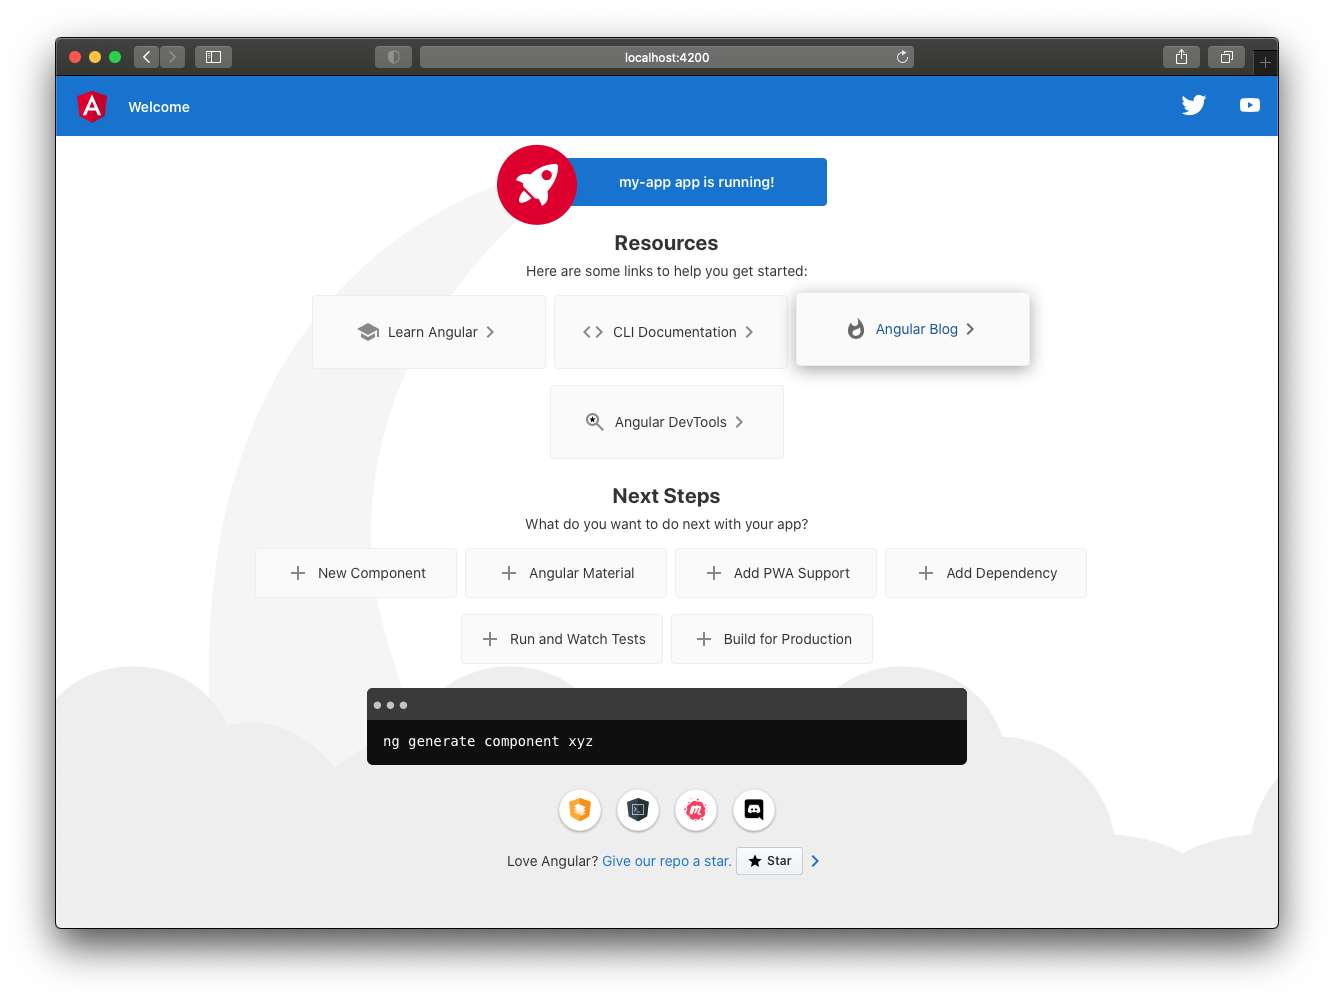 localhost:4200
Welcome
my-app app is running!
Resources
Here are some links to help you get started:
Learn Angular
CLI Documentation
Angular Blog
Angular DevTools
Next Steps
What do you want to do next with your app?
New Component
Angular Material
Add PWA Support
Add Dependency
Run and Watch Tests
Build for Production
ng generate component xyz
Love Angular? Give our repo a star. Star